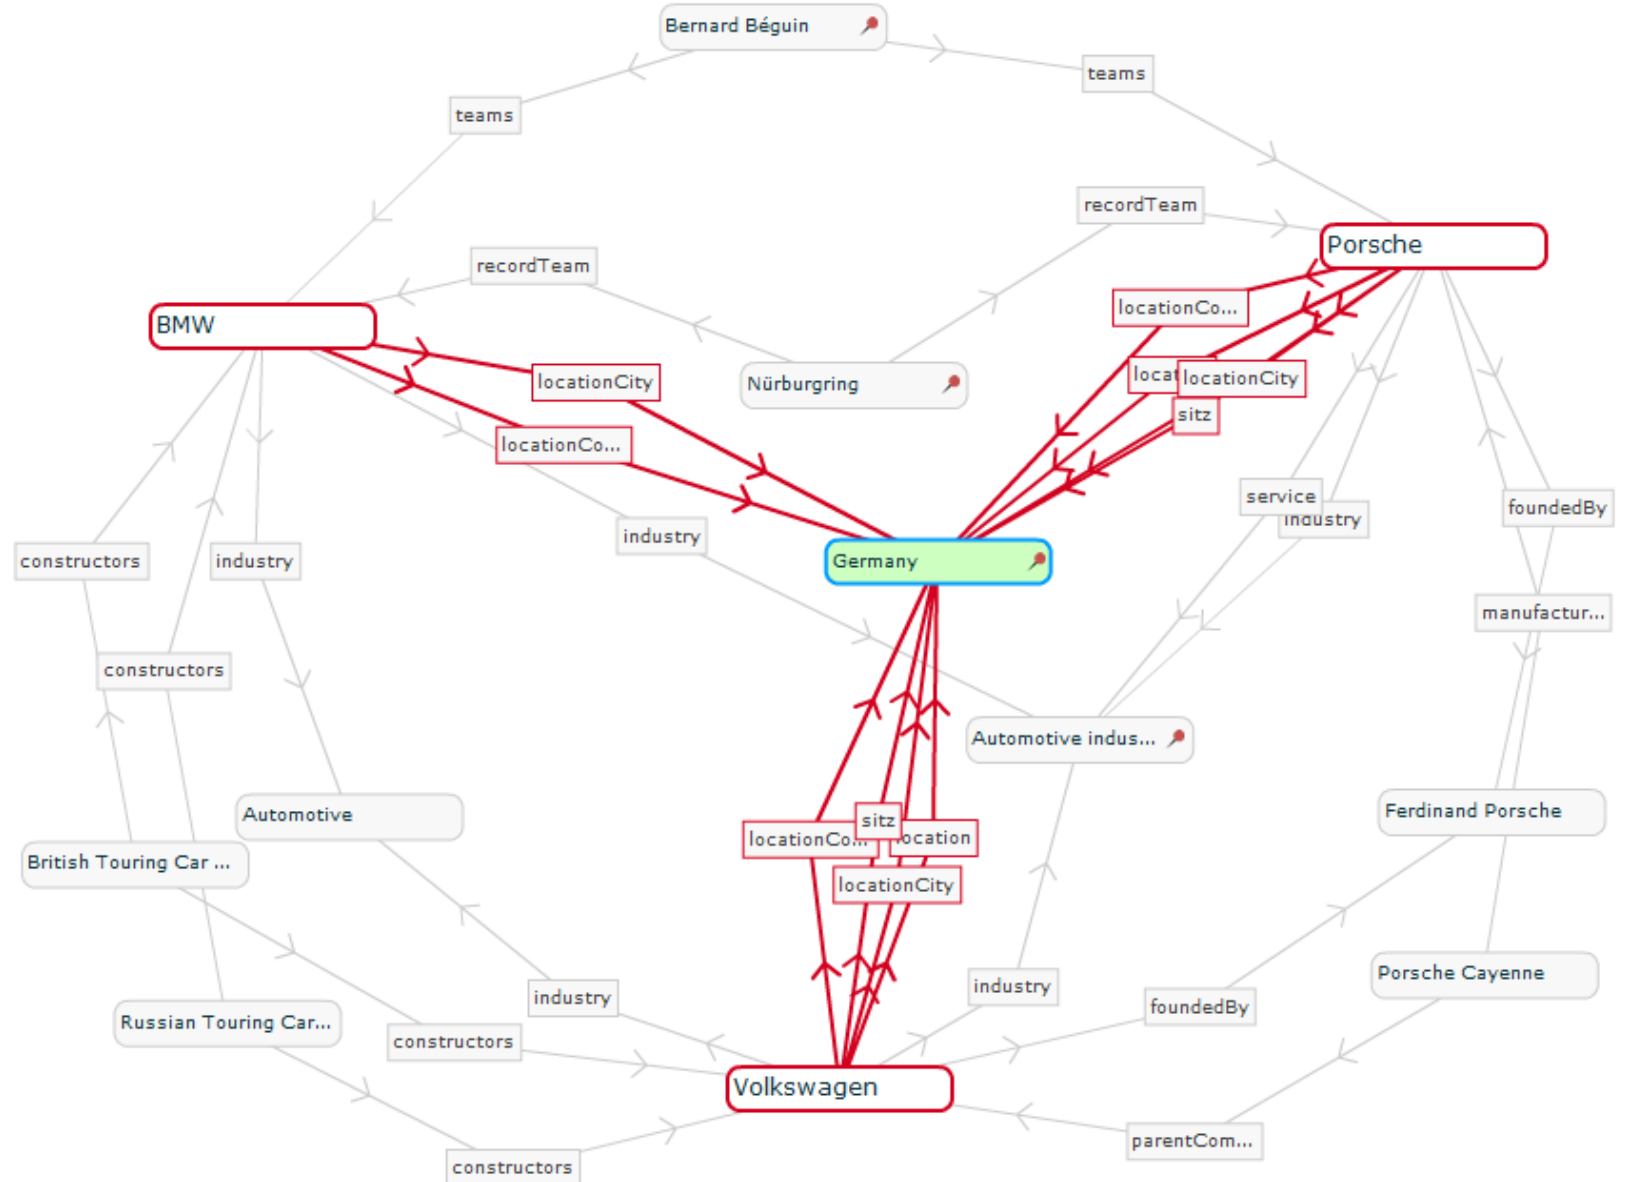 Bernard Béguin
teams
teams
recordTeam
Porsche
recordTeam
locationCo...
BMW
locationCity
Nürburgring
locat
locationCity
sitz
locationCo...
service
industry
foundedBy
industry
Germany
constructors
industry
manufactur...
constructors
Automotive indus...
Automotive
Ferdinand Porsche
sitz
locationCo...
location
British Touring Car ...
locationCity
Porsche Cayenne
industry
industry
foundedBy
Russian Touring Car...
constructors
Volkswagen
parentCom...
constructors